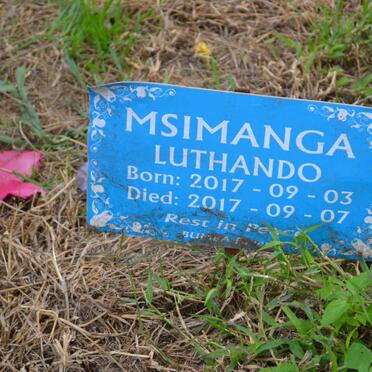 MSIMANGA
LUTHANDO
Born: 2017 - 09 - 03
Died: 2017 - 09 - 07
Rest in Peace